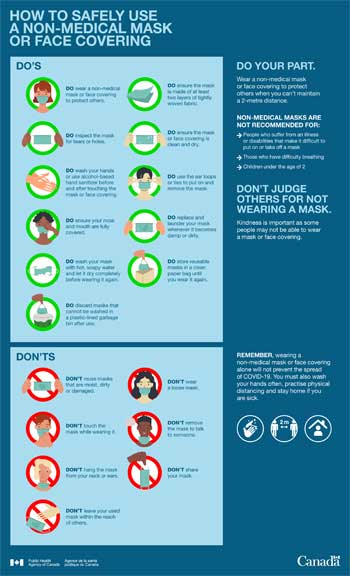 HOW TO SAFELY USE
A NON-MEDICAL MASK
OR FACE COVERING
DO'S
DO wear a non-medical
mask or face covering
to protect others.
DO ensure the mask
is made of at least
two layers of tightly
woven fabric.
DO inspect the mask
for tears or holes.
DO ensure the mask
or face covering is
clean and dry.
DO wash your hands
or use alcohol-based
hand sanitizer before
and after touching the
mask or face covering.
DO use the ear loops
or ties to put on and
remove the mask.
DO ensure your nose
and mouth are fully
covered.
DO replace and
launder your mask
whenever it becomes
damp or dirty.
DO wash your mask
with hot, soapy water
and let it dry completely
before wearing it again.
DO store reusable
masks in a clean
paper bag until
you wear it again.
DO discard masks that
cannot be washed in
a plastic-lined garbage
bin after use.
DON'TS
DON'T reuse masks
that are moist, dirty
or damaged.
DON'T wear
a loose mask.
DON'T touch the
mask while wearing it.
DON'T remove
the mask to talk
to someone.
DON'T hang the mask
from your neck or ears.
DON'T share
your mask.
DON'T leave your used
mask within the reach
of others.
DO YOUR PART.
Wear a non-medical mask
or face covering to protect
others when you can't maintain
a 2-metre distance.
NON-MEDICAL MASKS ARE
NOT RECOMMENDED FOR:
People who suffer from an illness
or disabilities that make it difficult to
put on or take off a mask
Those who have difficulty breathing
Children under the age of 2
DON'T JUDGE
OTHERS FOR NOT
WEARING A MASK.
Kindness is important as some
people may not be able to wear
a mask or face covering.
REMEMBER, wearing a
non-medical mask or face covering
alone will not prevent the spread
of COVID-19. You must also wash
your hands often, practise physical
distancing and stay home if you
are sick.
2 m
Public Health
Agency of Canada
Agence de la santé
publique du Canada
Canada